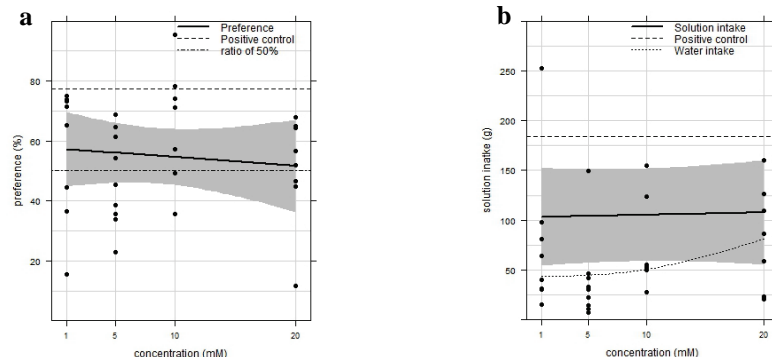 a
Preference
Positive control
ratio of 50%
80
60
40
20
preference (%)
1
5
10
20
concentration (mM)
b
Solution intake
Positive control
Water intake
250
200
150
100
50
0
solution inatke (g)
1
5
10
20
concentration (mM)